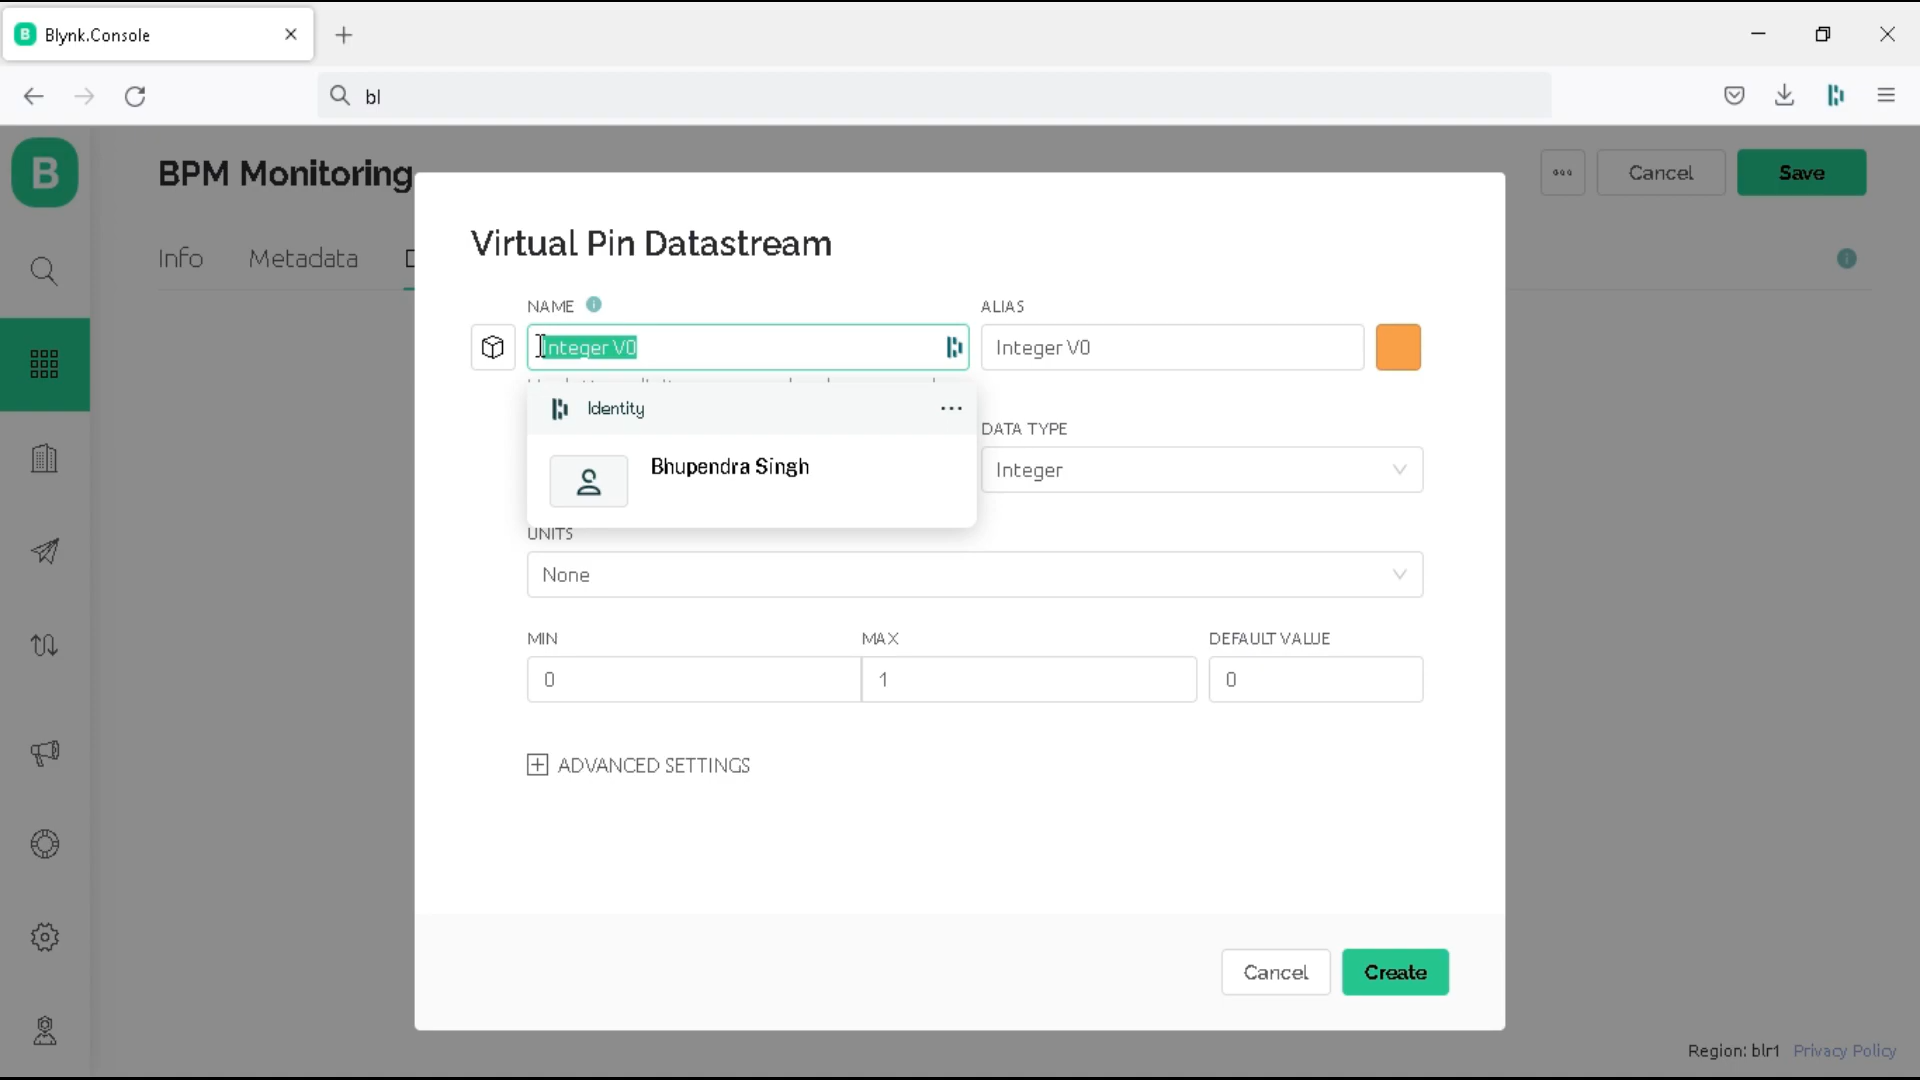 B Blynk.Console
bl
B
BPM Monitoring
Cancel
Save
Info
Metadata
Virtual Pin Datastream
NAME
ALIAS
Integer V0
Integer V0
Identity
Bhupendra Singh
DATA TYPE
Integer
UNITS
None
MIN
MAX
DEFAULT VALUE
0
1
0
ADVANCED SETTINGS
Cancel
Create
Region: blr1 Privacy Policy